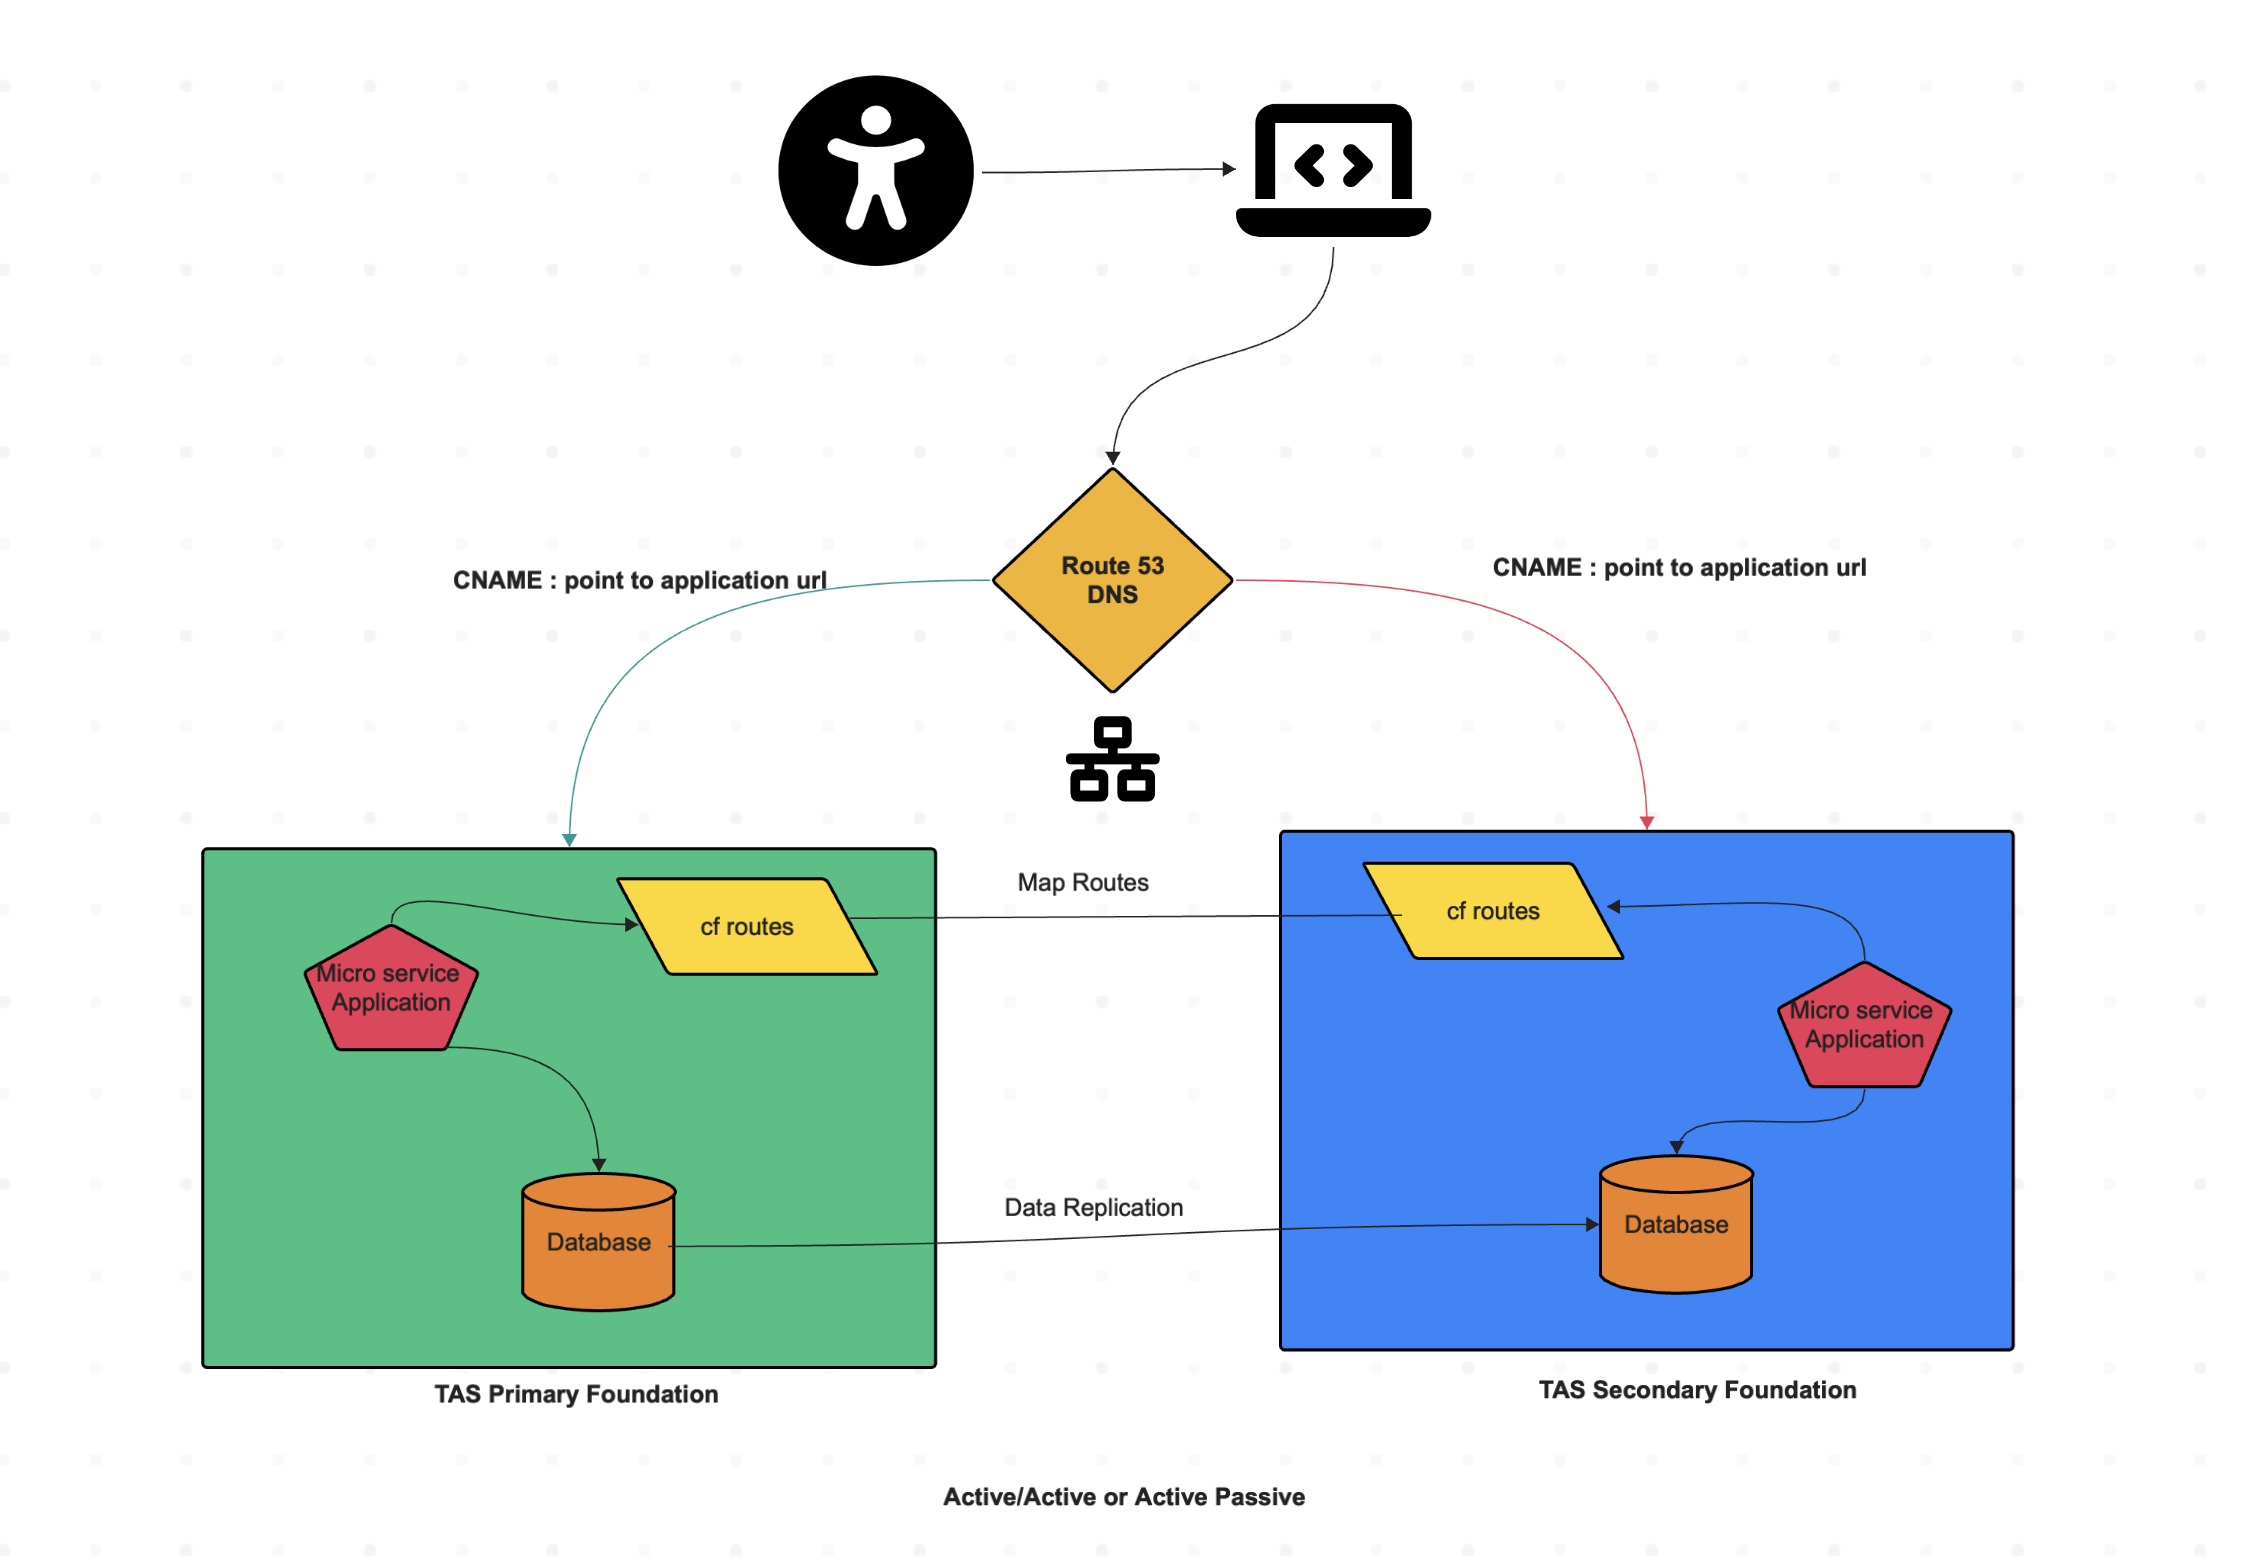 Route 53
DNS
CNAME : point to application url
CNAME : point to application url
Map Routes
cf routes
cf routes
Micro service
Application
Micro service
Application
Data Replication
Database
Database
TAS Primary Foundation
TAS Secondary Foundation
Active/Active or Active Passive